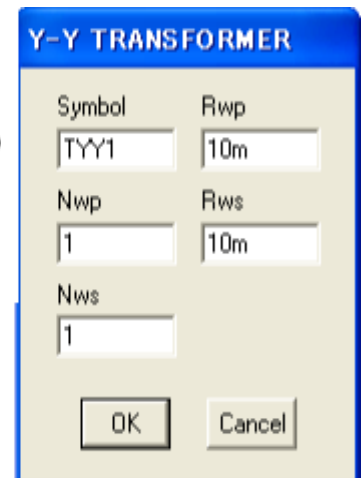 Y-Y TRANSFORMER
Symbol Rwp
TYY1 10m
Nwp Rws
1 10m
Nws
1
OK Cancel